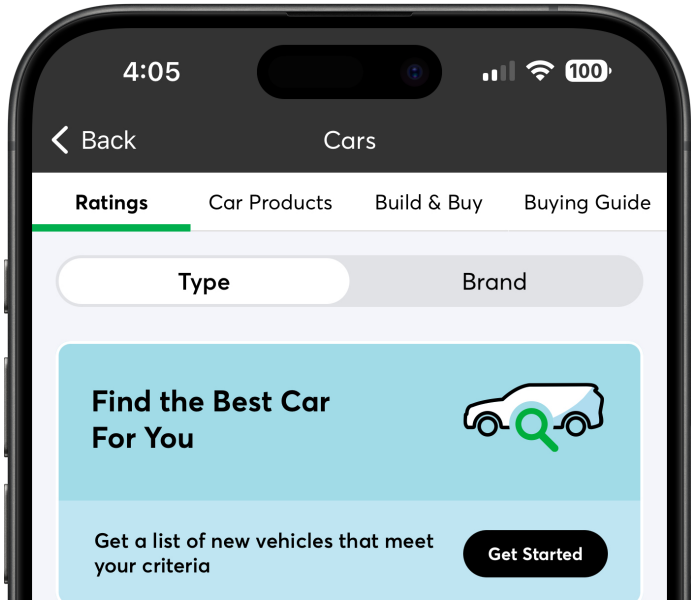 4:05
100
Back
Cars
Ratings
Car Products
Build & Buy
Buying Guide
Type
Brand
Find the Best Car
For You
Get a list of new vehicles that meet
your criteria
Get Started